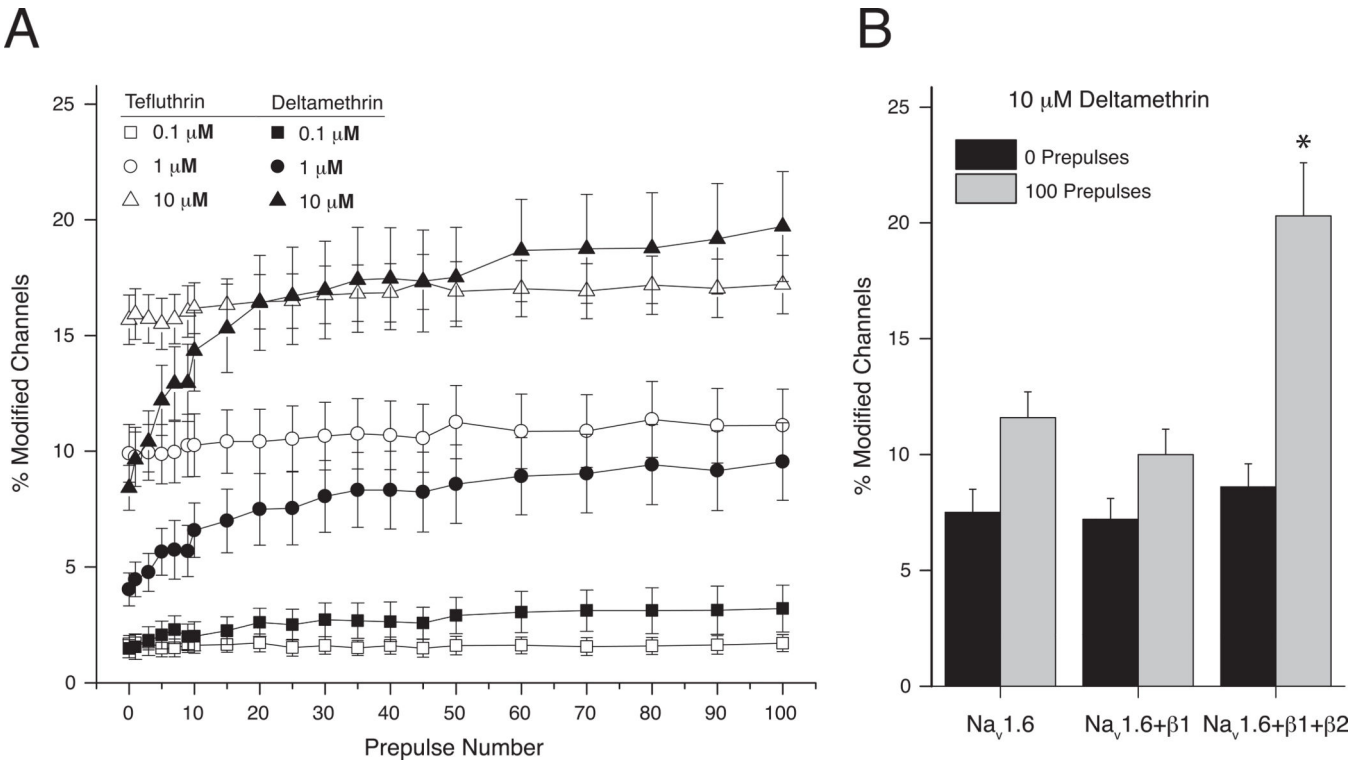 A
% Modified Channels
25
20
15
10
5
0
Tefluthrin Deltamethrin
0.1 μM 0.1 μM
1 μM 1 μM
10 μM 10 μM
0 10 20 30 40 50 60 70 80 90 100
Prepulse Number
B
% Modified Channels
25
20
15
10
5
0
10 μM Deltamethrin
0 Prepulses
100 Prepulses
*
Naᵥ1.6 Naᵥ1.6+β1 Naᵥ1.6+β1+β2